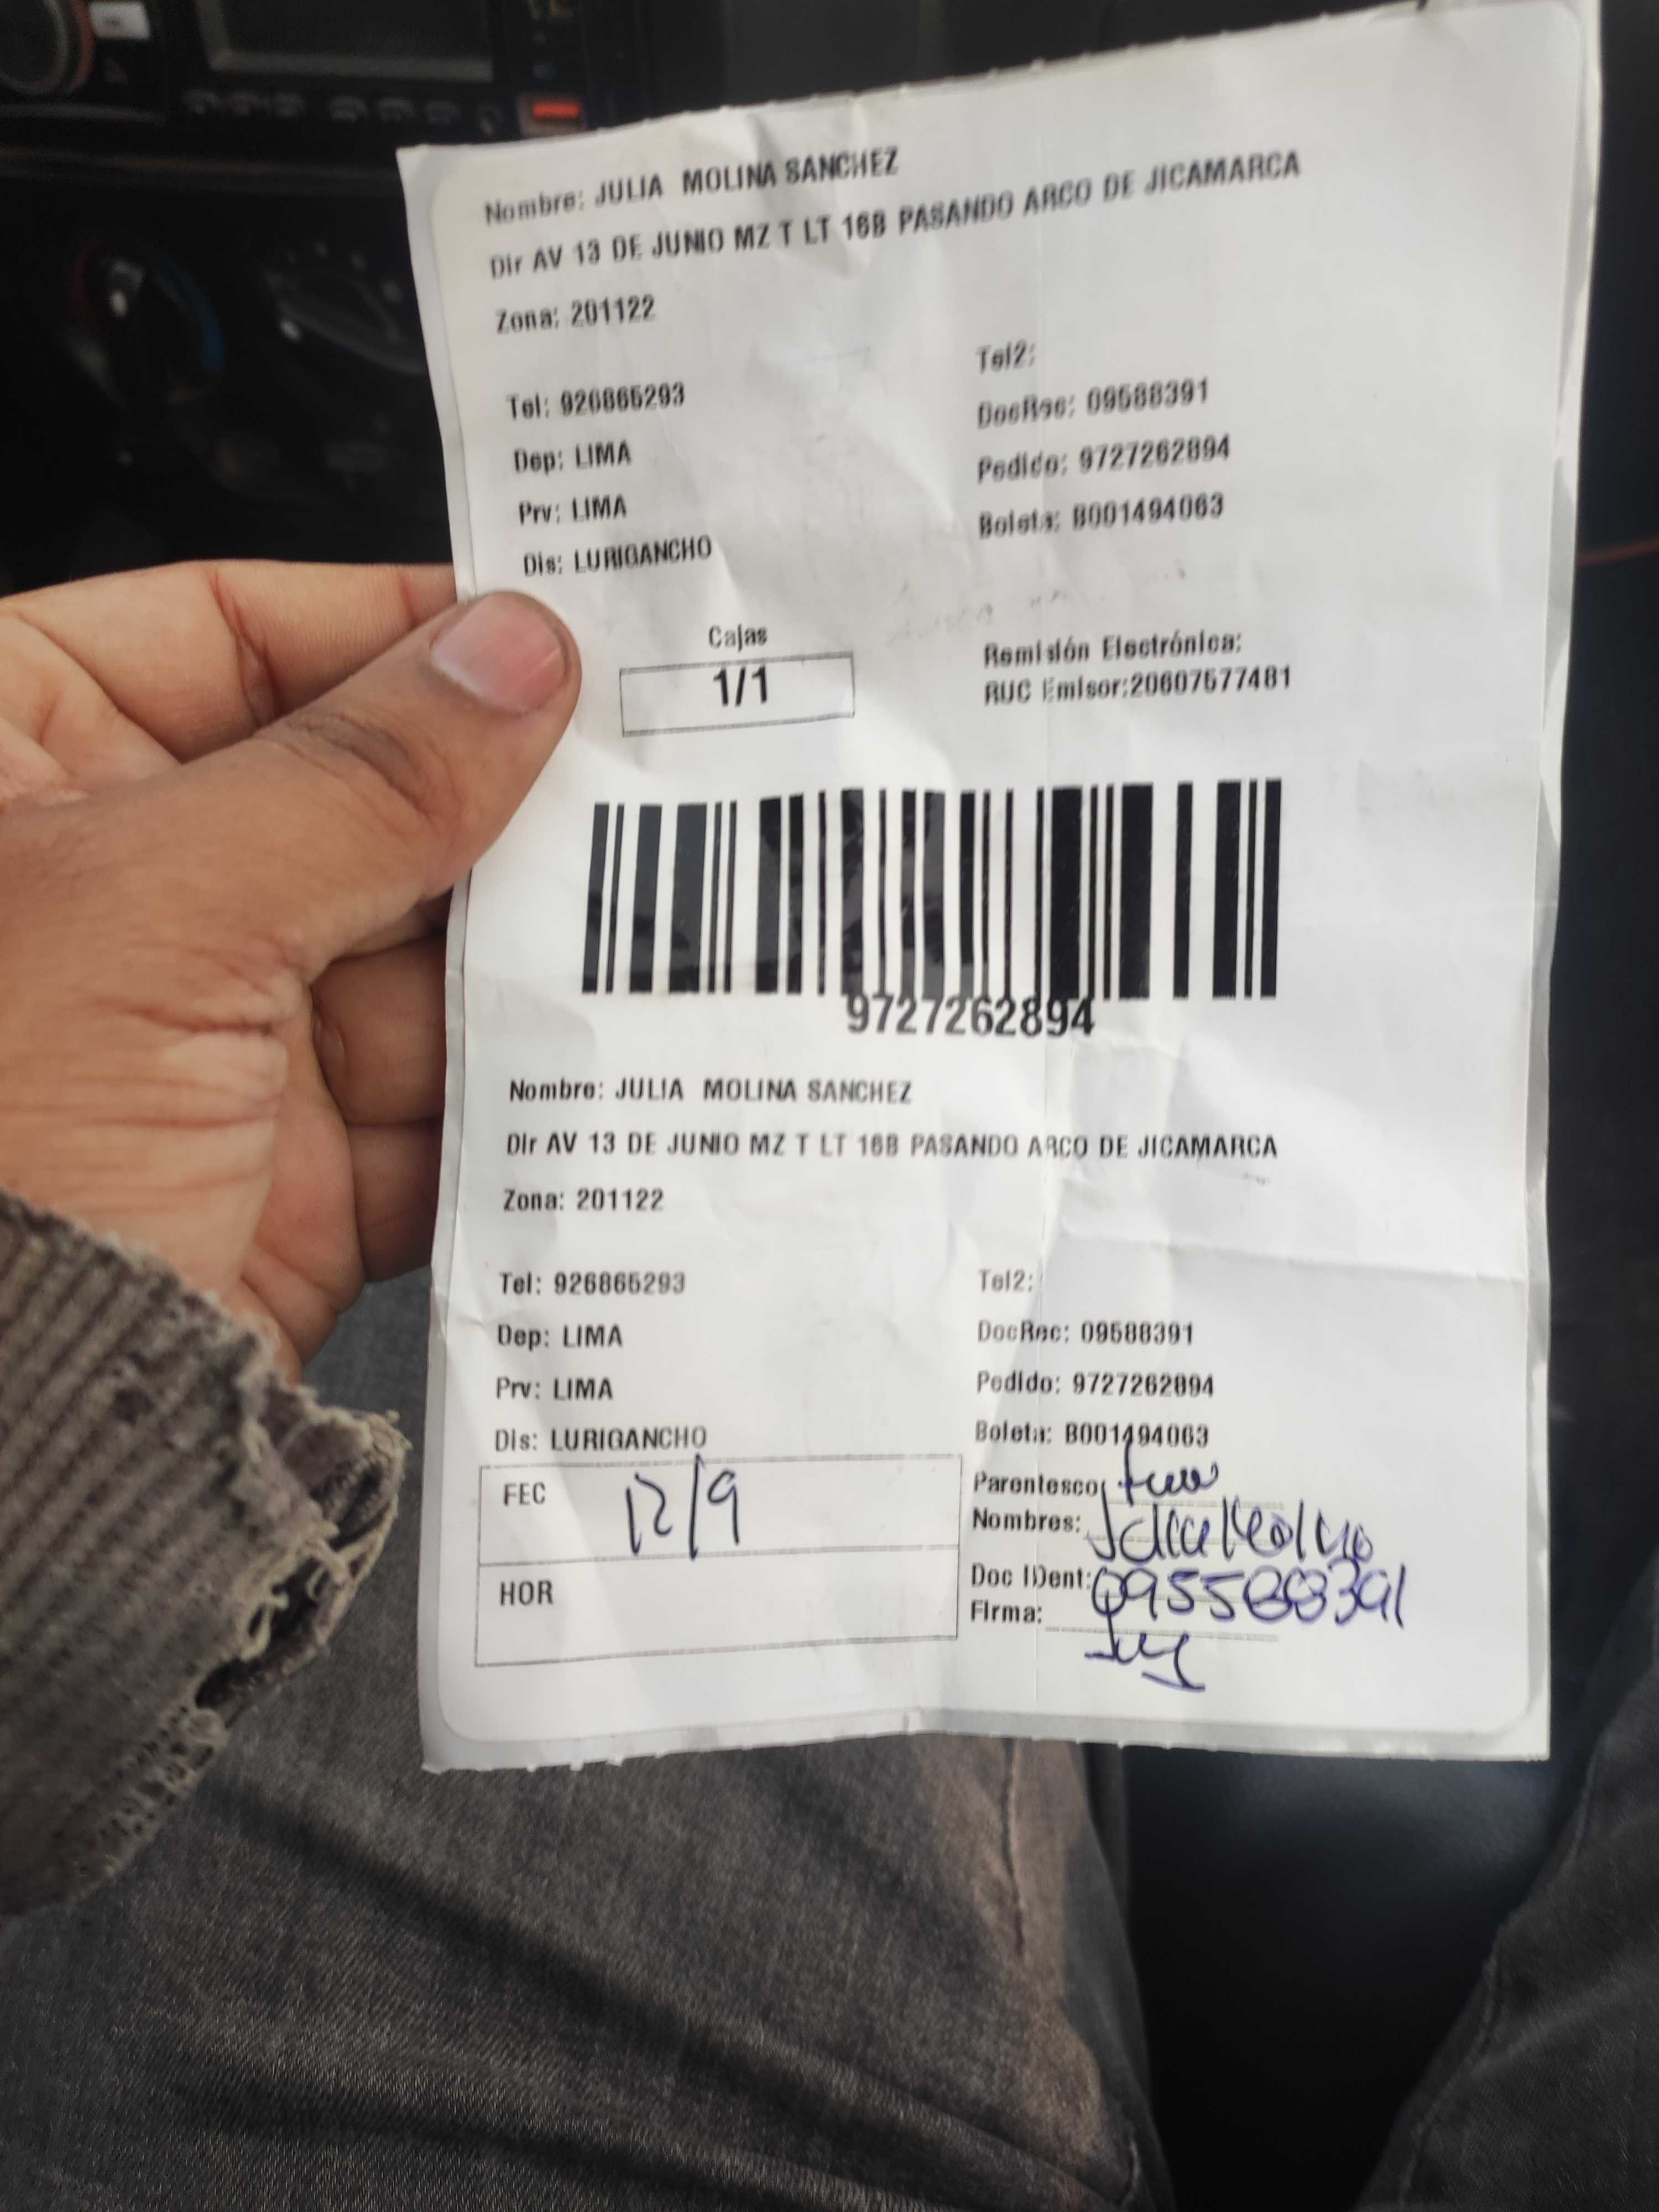 Nombre: JULIA MOLINA SANCHEZ
Dir AV 13 DE JUNIO MZ T LT 16B PASANDO ARCO DE JICAMARCA
Zona: 201122
Tel: 926865293
Tel2:
DocRec: 09588391
Dep: LIMA
Pedido: 9727262894
Prv: LIMA
Boleta: B001494063
Dis: LURIGANCHO
Cajas
1/1
Remisión Electrónica:
RUC Emisor:20607577481
9727262894
Nombre: JULIA MOLINA SANCHEZ
Dir AV 13 DE JUNIO MZ T LT 16B PASANDO ARCO DE JICAMARCA
Zona: 201122
Tel: 926865293
Tel2:
Dep: LIMA
DocRec: 09588391
Prv: LIMA
Pedido: 9727262894
Dis: LURIGANCHO
Boleta: B001494063
FEC 12/9
Parentesco:
Nombres:
HOR
Doc IDent:
Firma: